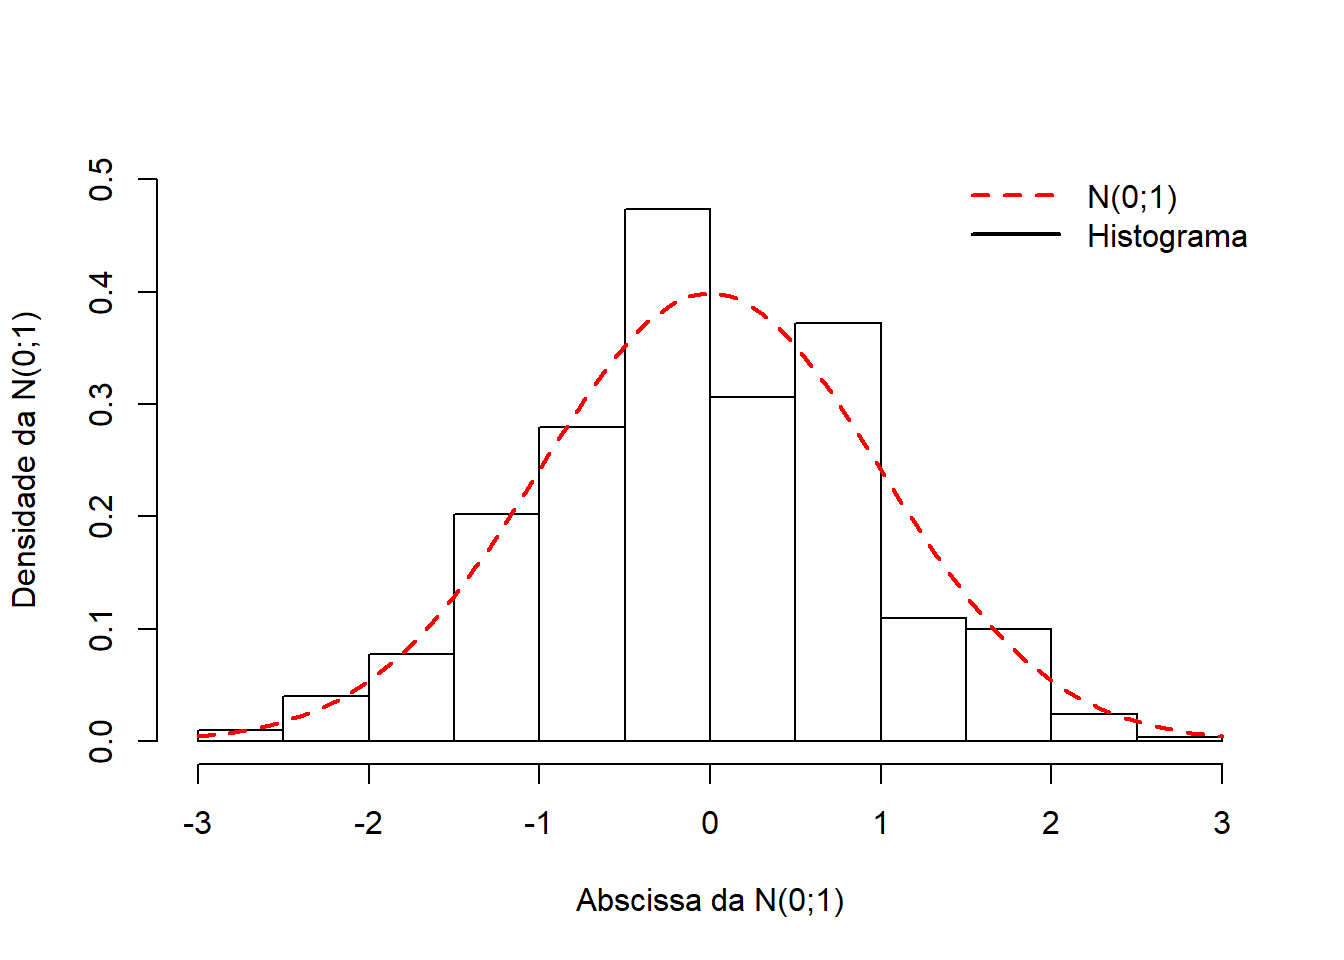 N(0;1)
Histograma
Densidade da N(0;1)
0.5
0.4
0.3
0.2
0.1
0.0
-3 -2 -1 0 1 2 3
Abscissa da N(0;1)